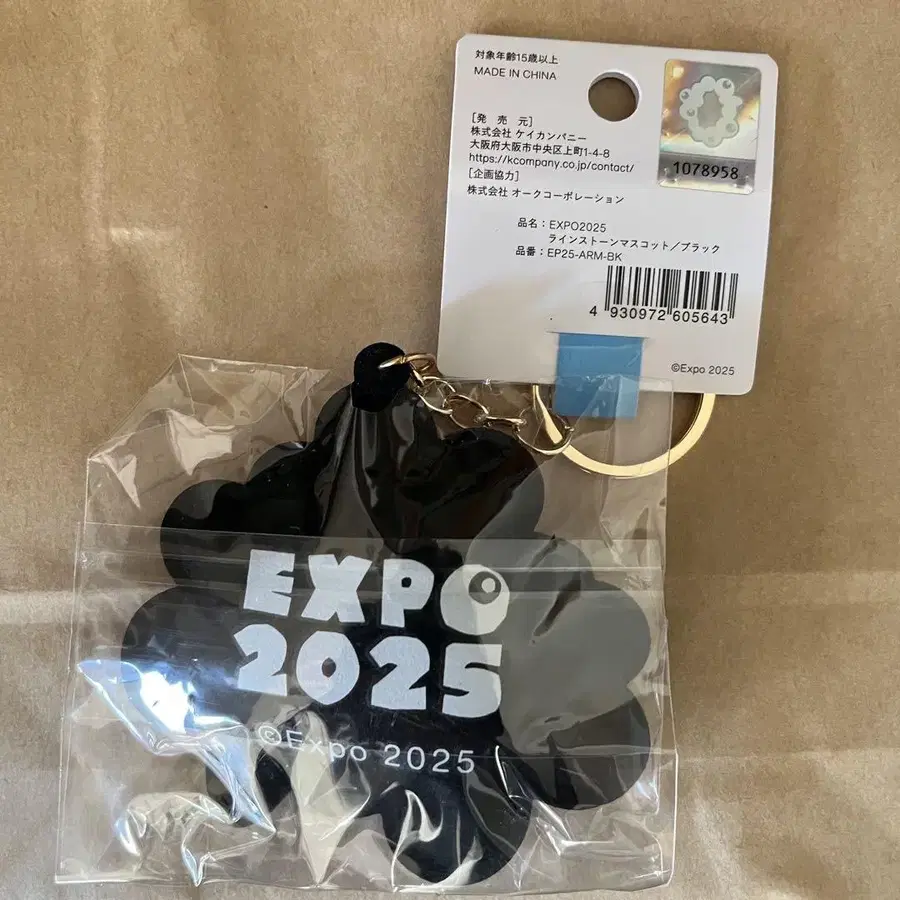 対象年齢15歳以上
MADE IN CHINA
[発 売 元]
株式会社 ケイカンパニー
大阪府大阪市中央区上町1-4-8
https://kcompany.co.jp/contact/
[企画協力]
株式会社 オークコーポレーション
1078958
品名:EXPO2025
ラインストーンマスコット/ブラック
品番:EP25-ARM-BK
4 930972 605643
©Expo 2025
EXPO
2025
©Expo 2025